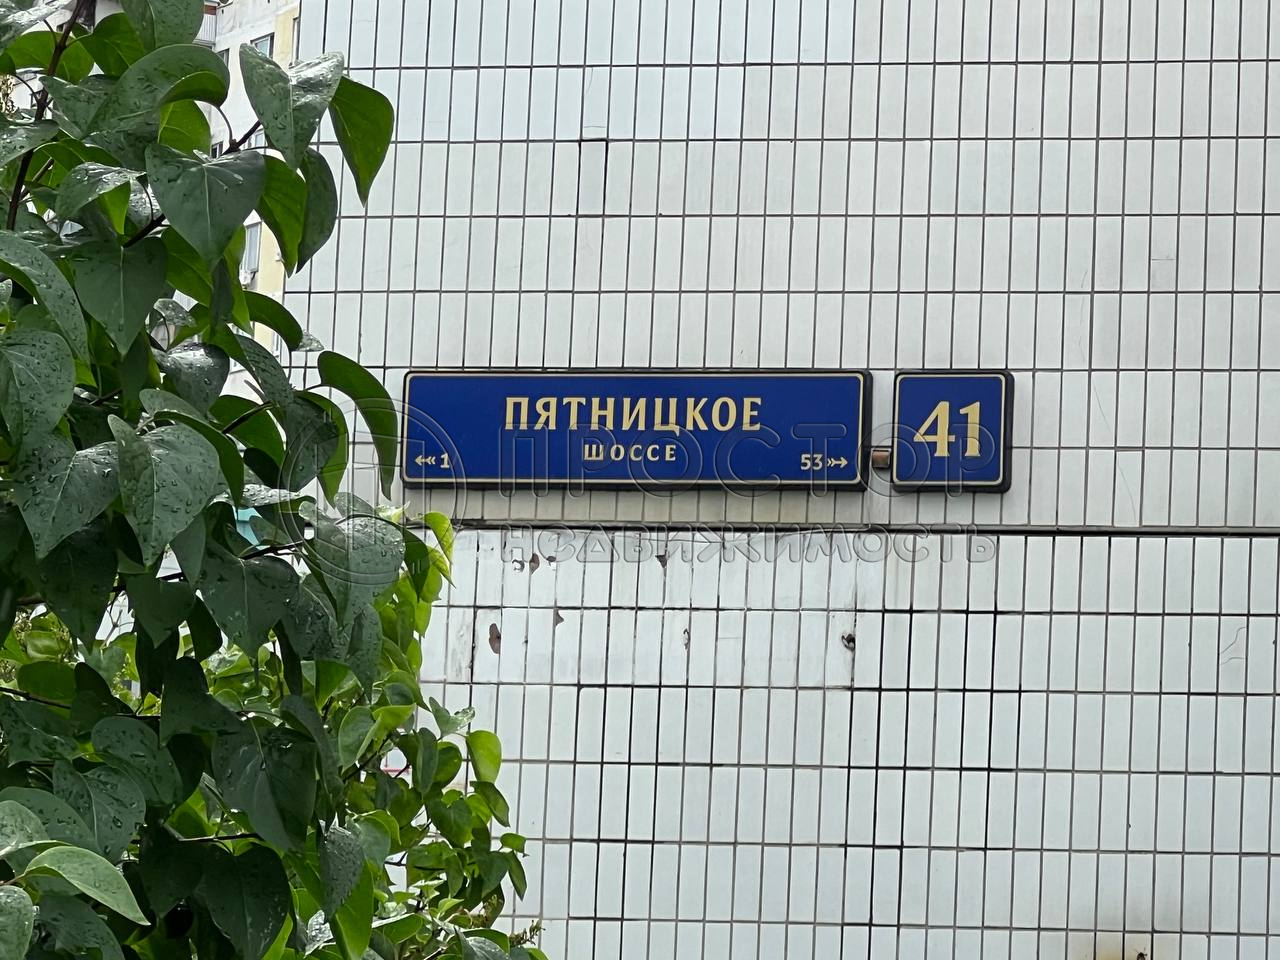 ПЯТНИЦКОЕ
ШОССЕ
1
53
41
ПРОСТОР
недвижимость